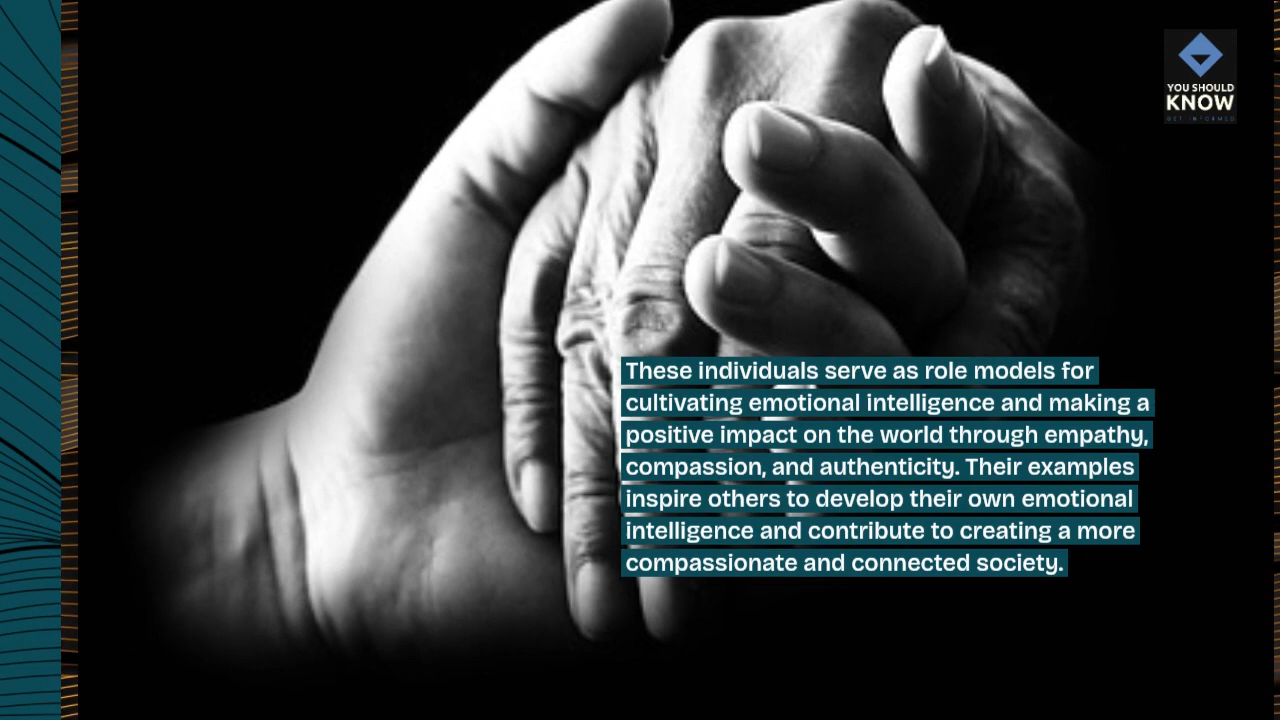 YOU SHOULD
KNOW
GET INFORMED
These individuals serve as role models for
cultivating emotional intelligence and making a
positive impact on the world through empathy,
compassion, and authenticity. Their examples
inspire others to develop their own emotional
intelligence and contribute to creating a more
compassionate and connected society.